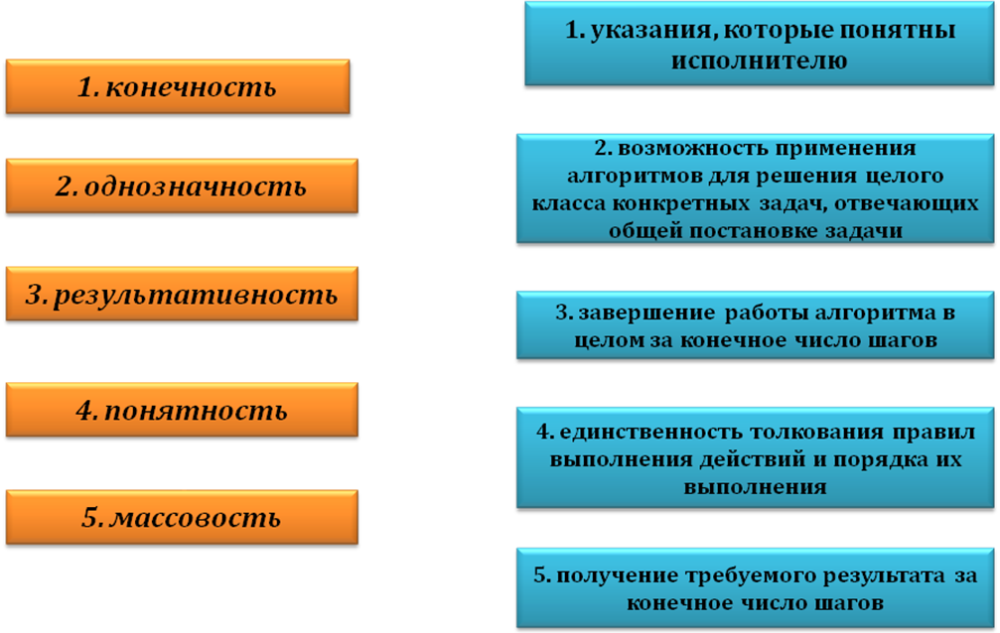 1. конечность
2. однозначность
3. результативность
4. понятность
5. массовость
1. указания, которые понятны
исполнителю
2. возможность применения
алгоритмов для решения целого
класса конкретных задач, отвечающих
общей постановке задачи
3. завершение работы алгоритма в
целом за конечное число шагов
4. единственность толкования правил
выполнения действий и порядка их
выполнения
5. получение требуемого результата за
конечное число шагов